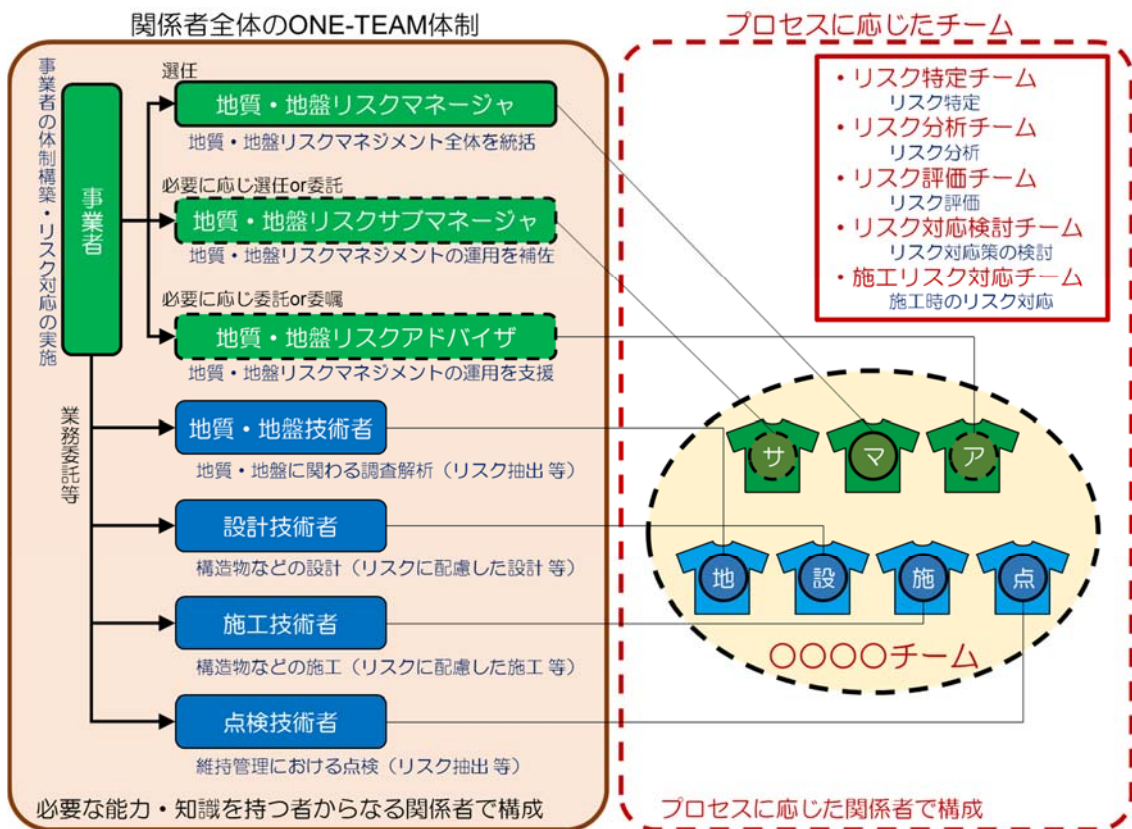 関係者全体のONE-TEAM体制
事業者の体制構築・リスク対応の実施
事業者
選任
地質・地盤リスクマネージャ
地質・地盤リスクマネジメント全体を統括
必要に応じ選任or委託
地質・地盤リスクサブマネージャ
地質・地盤リスクマネジメントの運用を補佐
必要に応じ委託or委嘱
地質・地盤リスクアドバイザ
地質・地盤リスクマネジメントの運用を支援
業務委託等
地質・地盤技術者
地質・地盤に関わる調査解析（リスク抽出 等）
設計技術者
構造物などの設計（リスクに配慮した設計 等）
施工技術者
構造物などの施工（リスクに配慮した施工 等）
点検技術者
維持管理における点検（リスク抽出 等）
必要な能力・知識を持つ者からなる関係者で構成
プロセスに応じたチーム
・リスク特定チーム
リスク特定
・リスク分析チーム
リスク分析
・リスク評価チーム
リスク評価
・リスク対応検討チーム
リスク対応策の検討
・施工リスク対応チーム
施工時のリスク対応
サ マ ア
地 設 施 点
〇〇〇〇チーム
プロセスに応じた関係者で構成